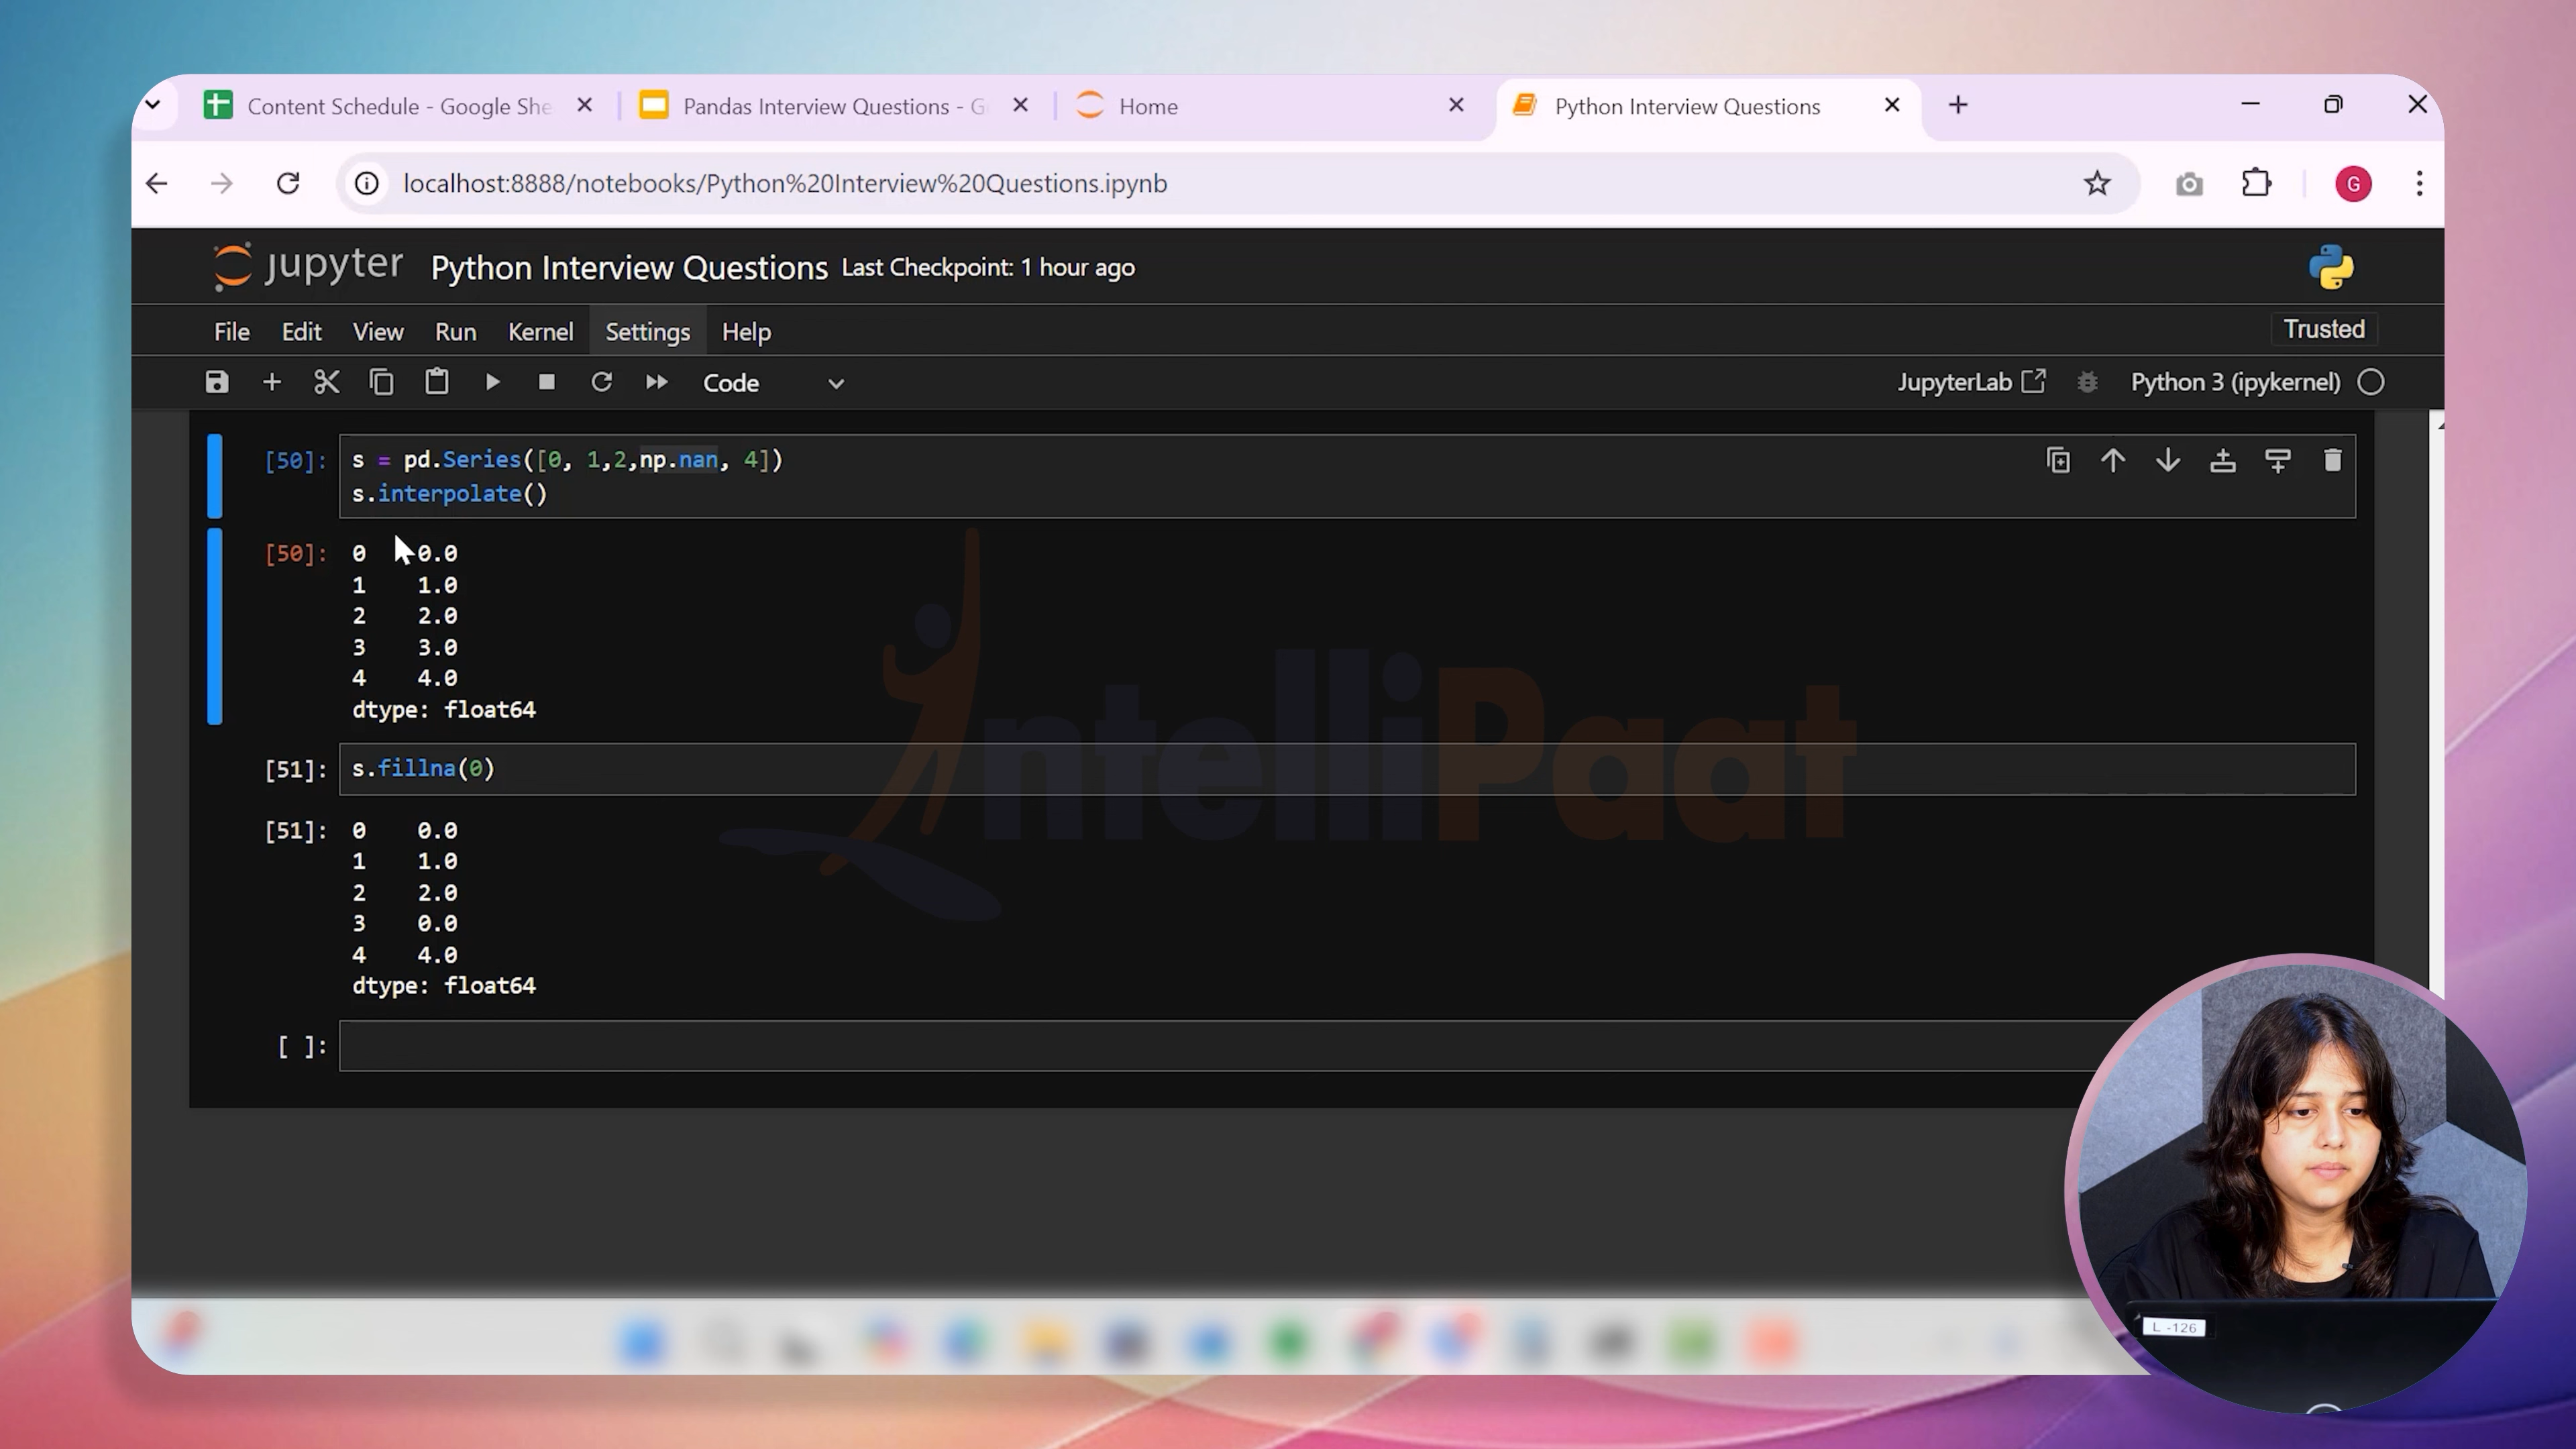 Content Schedule - Google She
Pandas Interview Questions - G
Home
Python Interview Questions
localhost:8888/notebooks/Python%20Interview%20Questions.ipynb
G
jupyter Python Interview Questions Last Checkpoint: 1 hour ago
File Edit View Run Kernel Settings Help
Trusted
Code
JupyterLab
Python 3 (ipykernel)
[50]: s = pd.Series([0, 1,2,np.nan, 4])
s.interpolate()
[50]: 0 0.0
1 1.0
2 2.0
3 3.0
4 4.0
dtype: float64
[51]: s.fillna(0)
[51]: 0 0.0
1 1.0
2 2.0
3 0.0
4 4.0
dtype: float64
[ ]:
intelliPaat
L -126